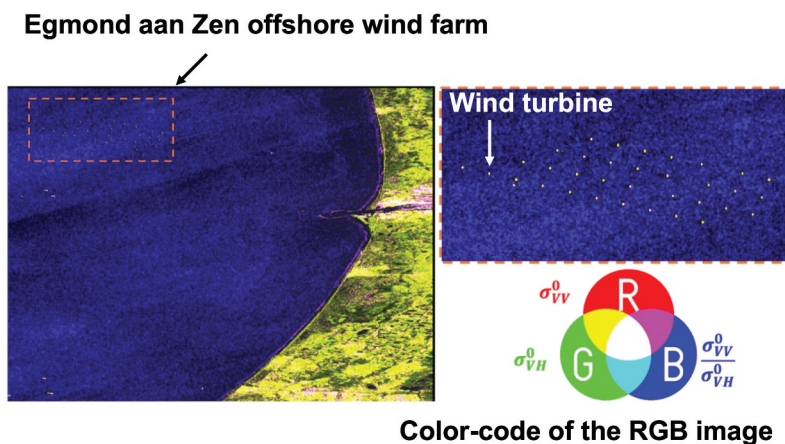 Egmond aan Zen offshore wind farm
Wind turbine
σ⁰VV
R
σ⁰VH
G
B
σ⁰VV
σ⁰VH
Color-code of the RGB image